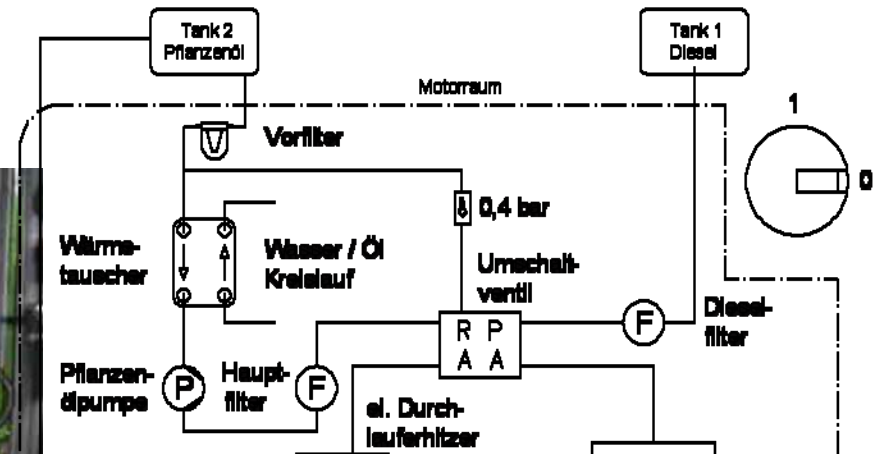 Tank 2
Pflanzenöl
Tank 1
Diesel
Motorraum
1
0
Vorfilter
0,4 bar
Wärme-
tauscher
Wasser / Öl
Kreislauf
Umschalt-
ventil
R P
A A
F
Diesel-
filter
Pflanzen-
ölpumpe
P
Haupt-
filter
F
el. Durch-
lauferhitzer